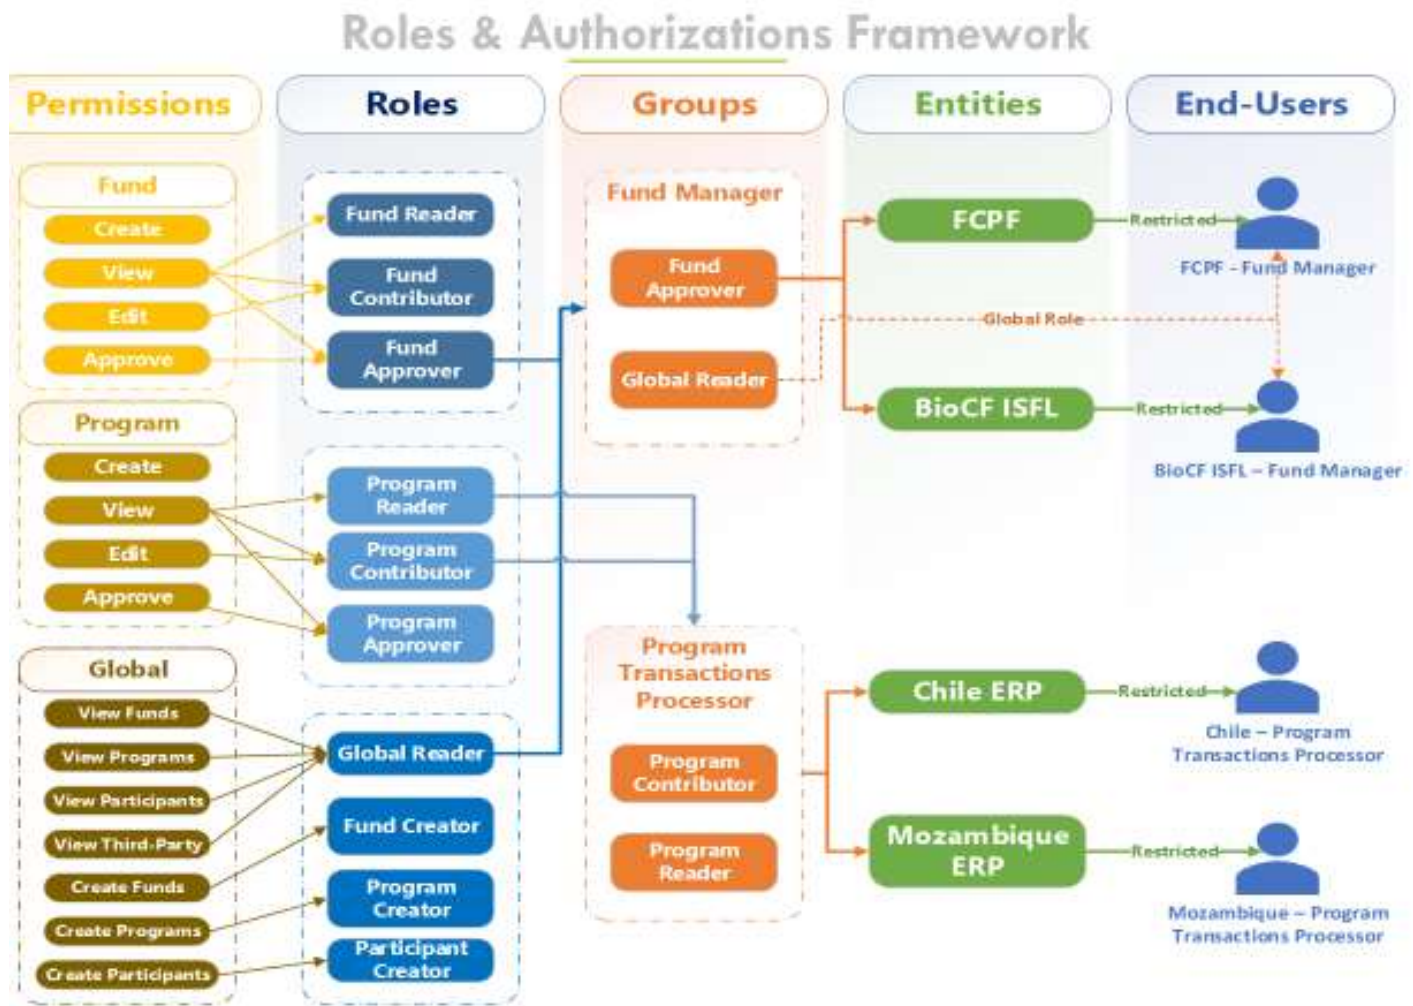 Roles & Authorizations Framework
Permissions
Roles
Groups
Entities
End-Users
Fund
Create
View
Edit
Approve
Program
Create
View
Edit
Approve
Global
View Funds
View Programs
View Participants
View Third-Party
Create Funds
Create Programs
Create Participants
Fund Reader
Fund
Contributor
Fund
Approver
Program
Reader
Program
Contributor
Program
Approver
Global Reader
Fund Creator
Program
Creator
Participant
Creator
Fund Manager
Fund
Approver
Global Reader
Program
Transactions
Processor
Program
Contributor
Program
Reader
FCPF
BioCF ISFL
Chile ERP
Mozambique
ERP
Restricted
FCPF - Fund Manager
Global Role
Restricted
BioCF ISFL – Fund Manager
Restricted
Chile – Program
Transactions Processor
Restricted
Mozambique – Program
Transactions Processor